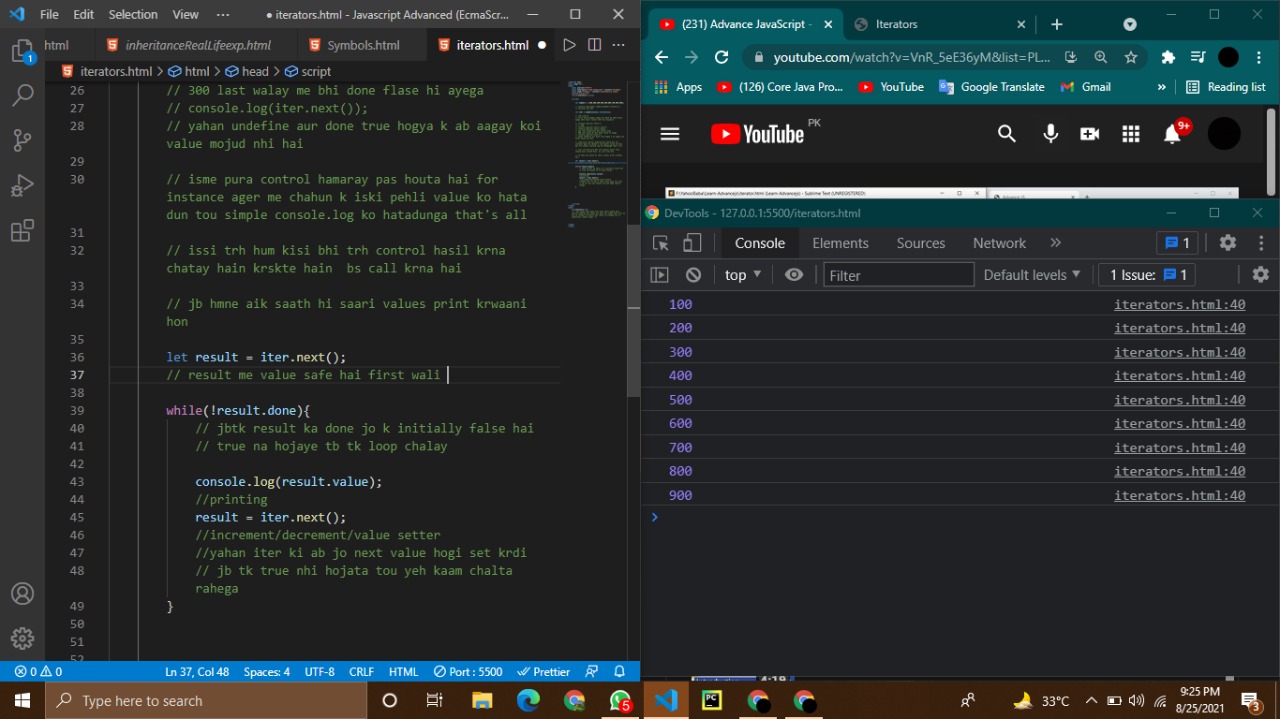 File Edit Selection View ··· ● iterators.html - Javascript Advanced (EcmaScr...
html inheritanceRealLifeexp.html Symbols.html iterators.html ● ···
iterators.html > html > head > script
26 // 300 last walay me bhi done flase hi ayega
27 // console.log(iter.next());
28 // yahan undefine aur done true hogya k ab aagay koi
value mojud nhi hai
29
30 // isme pura control hamaray pas houta hai for
instance ager me chahun k iski pehli value ko hata
dun tou simple console.log ko hatadunga that's all
31
32 // issi trh hum kisi bhi trh control hasil krna
chatay hain krskte hain  bs call krna hai
33
34 // jb hmne aik saath hi saari values print krwaani
hon
35
36 let result = iter.next();
37 // result me value safe hai first wali
38
39 while(!result.done){
40 // jbtk result ka done jo k initially false hai
41 // true na hojaye tb tk loop chalay
42
43 console.log(result.value);
44 //printing
45 result = iter.next();
46 //increment/decrement/value setter
47 //yahan iter ki ab jo next value hogi set krdi
48 // jb tk true nhi hojata tou yeh kaam chalta
rahega
49 }
50
51
52
1
0 0 Ln 37, Col 48 Spaces: 4 UTF-8 CRLF HTML Port : 5500 Prettier
(231) Advance JavaScript - Iterators
youtube.com/watch?v=VnR_5eE36yM&list=PL...
Apps (126) Core Java Pro... YouTube Google Translate Gmail » Reading list
YouTube PK 9+
DevTools - 127.0.0.1:5500/iterators.html
Console Elements Sources Network » 1
top Filter Default levels 1 Issue: 1
100 iterators.html:40
200 iterators.html:40
300 iterators.html:40
400 iterators.html:40
500 iterators.html:40
600 iterators.html:40
700 iterators.html:40
800 iterators.html:40
900 iterators.html:40
>
Type here to search 5 PC 33°C 9:25 PM
8/25/2021 3